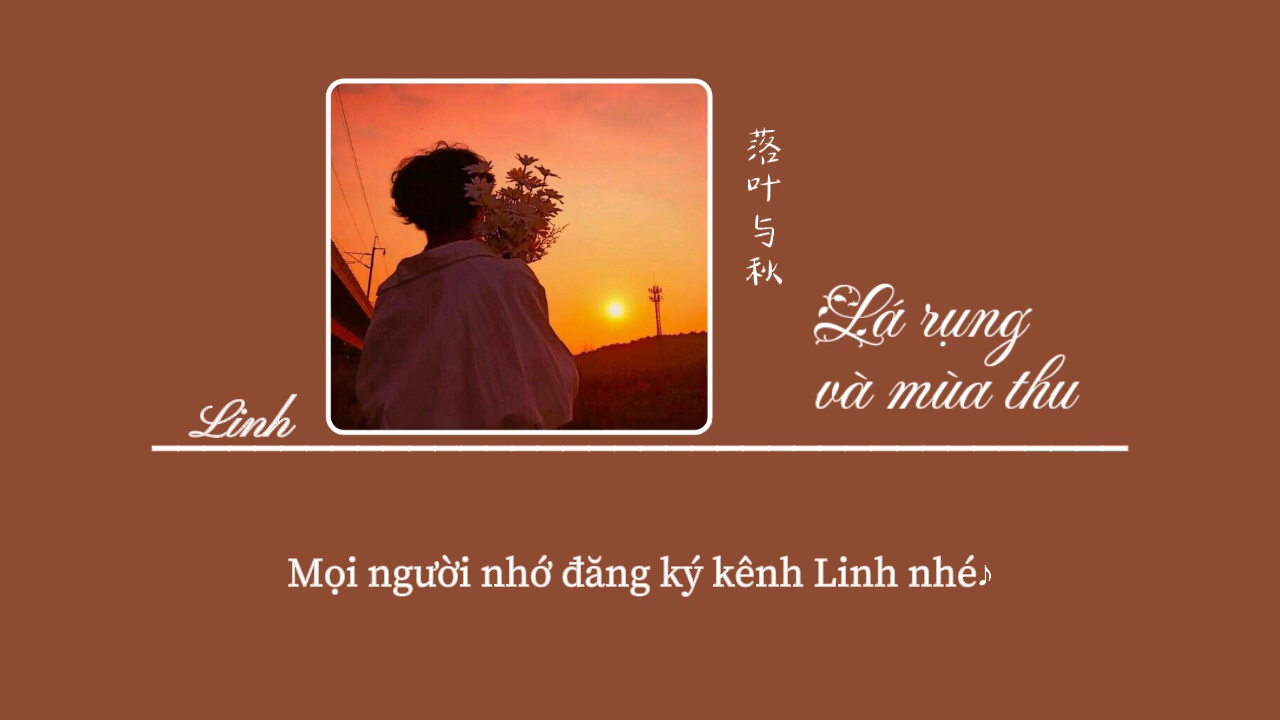 落叶与秋
Lá rụng
và mùa thu
Linh
Mọi người nhớ đăng ký kênh Linh nhé♪